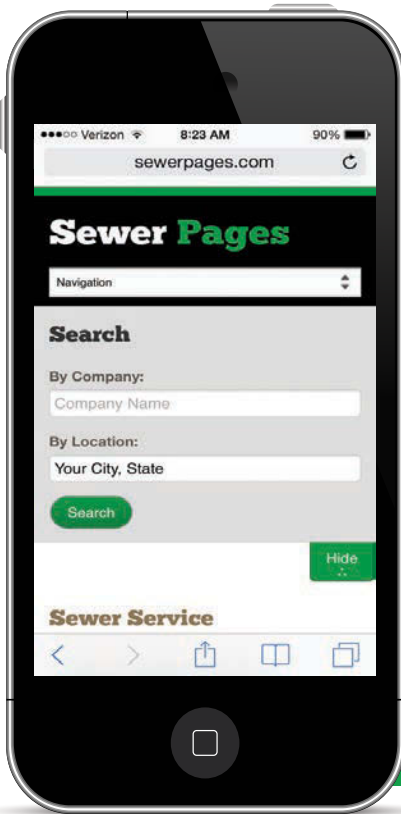 Verizon 8:23 AM 90%
sewerpages.com
Sewer Pages
Navigation
Search
By Company:
Company Name
By Location:
Your City, State
Search
Hide
Sewer Service